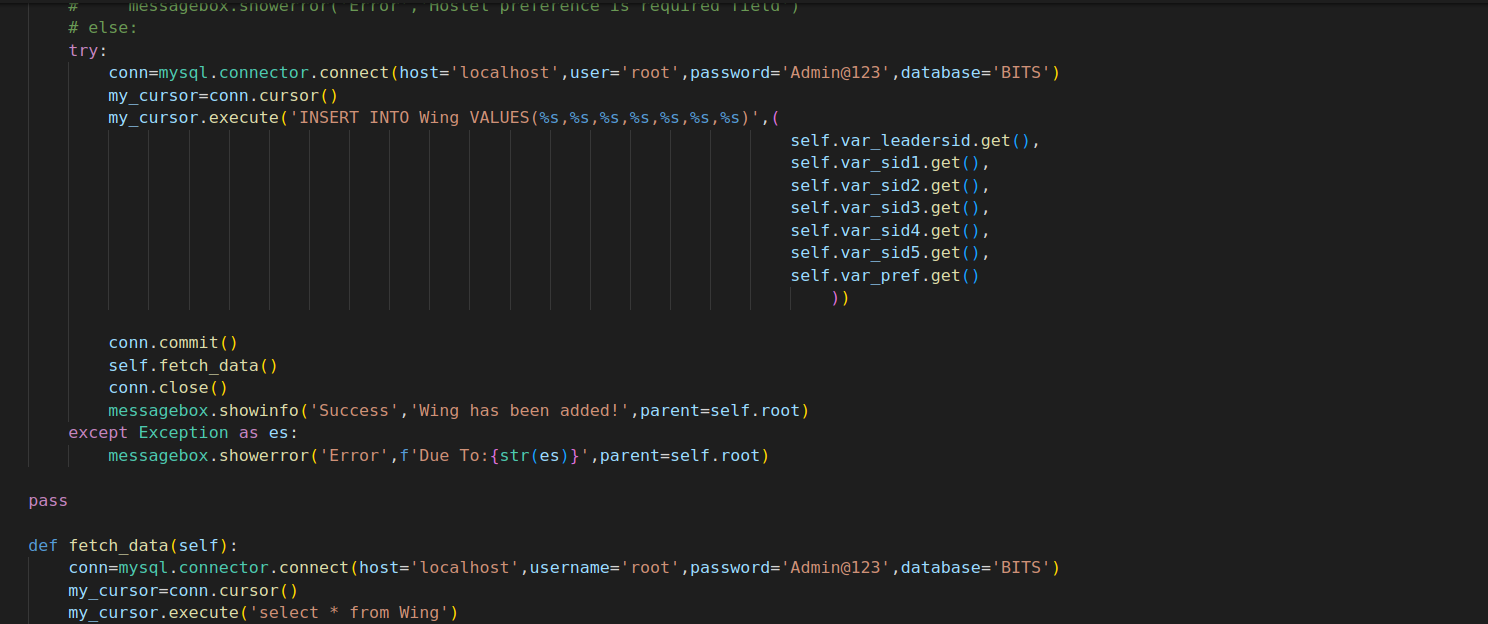 #     messagebox.showerror('Error','Hostel preference is required field')
# else:
try:
conn=mysql.connector.connect(host='localhost',user='root',password='Admin@123',database='BITS')
my_cursor=conn.cursor()
my_cursor.execute('INSERT INTO Wing VALUES(%s,%s,%s,%s,%s,%s,%s)',(
self.var_leadersid.get(),
self.var_sid1.get(),
self.var_sid2.get(),
self.var_sid3.get(),
self.var_sid4.get(),
self.var_sid5.get(),
self.var_pref.get()
))
conn.commit()
self.fetch_data()
conn.close()
messagebox.showinfo('Success','Wing has been added!',parent=self.root)
except Exception as es:
messagebox.showerror('Error',f'Due To:{str(es)}',parent=self.root)
pass
def fetch_data(self):
conn=mysql.connector.connect(host='localhost',username='root',password='Admin@123',database='BITS')
my_cursor=conn.cursor()
my_cursor.execute('select * from Wing')